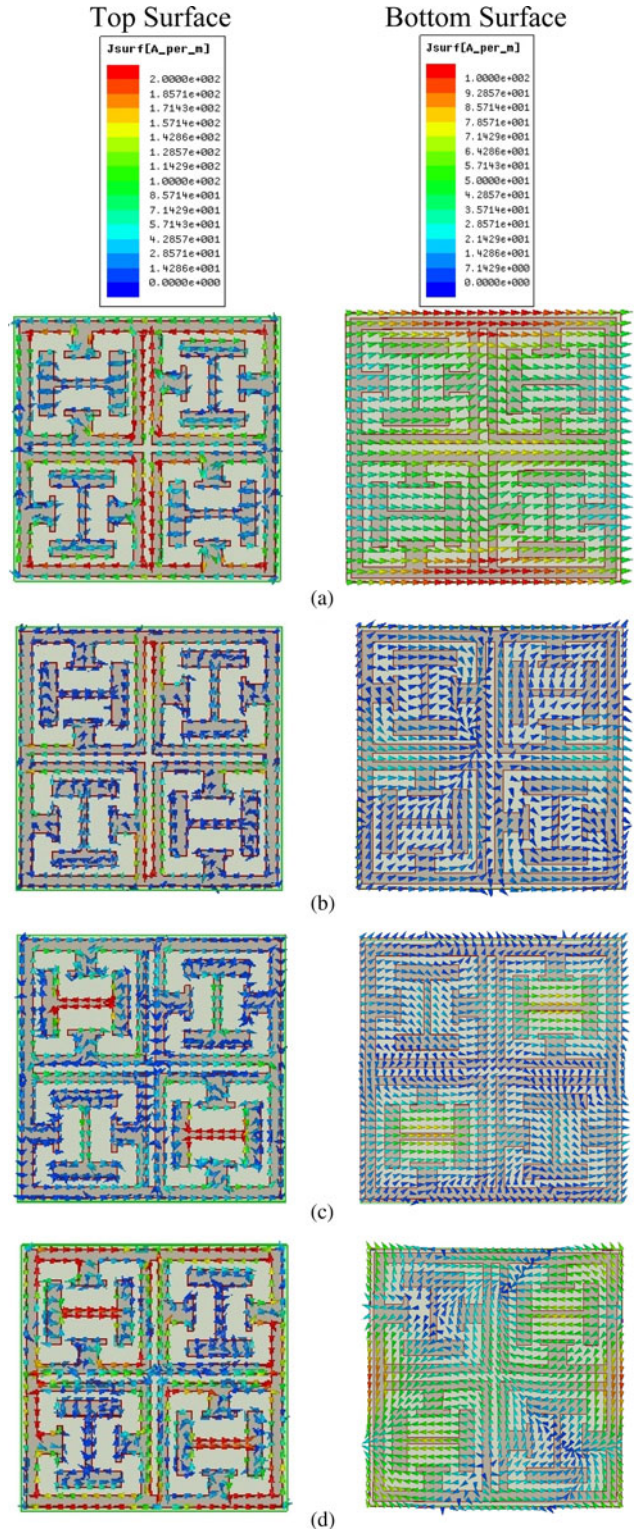 Top Surface
Bottom Surface
Jsurf[A_per_m]
2.0000e+002
1.8571e+002
1.7143e+002
1.5714e+002
1.4286e+002
1.2857e+002
1.1429e+002
1.0000e+002
8.5714e+001
7.1429e+001
5.7143e+001
4.2857e+001
2.8571e+001
1.4286e+001
0.0000e+000
Jsurf[A_per_m]
1.0000e+002
9.2857e+001
8.5714e+001
7.8571e+001
7.1429e+001
6.4286e+001
5.7143e+001
5.0000e+001
4.2857e+001
3.5714e+001
2.8571e+001
2.1429e+001
1.4286e+001
7.1429e+000
0.0000e+000
(a)
(b)
(c)
(d)